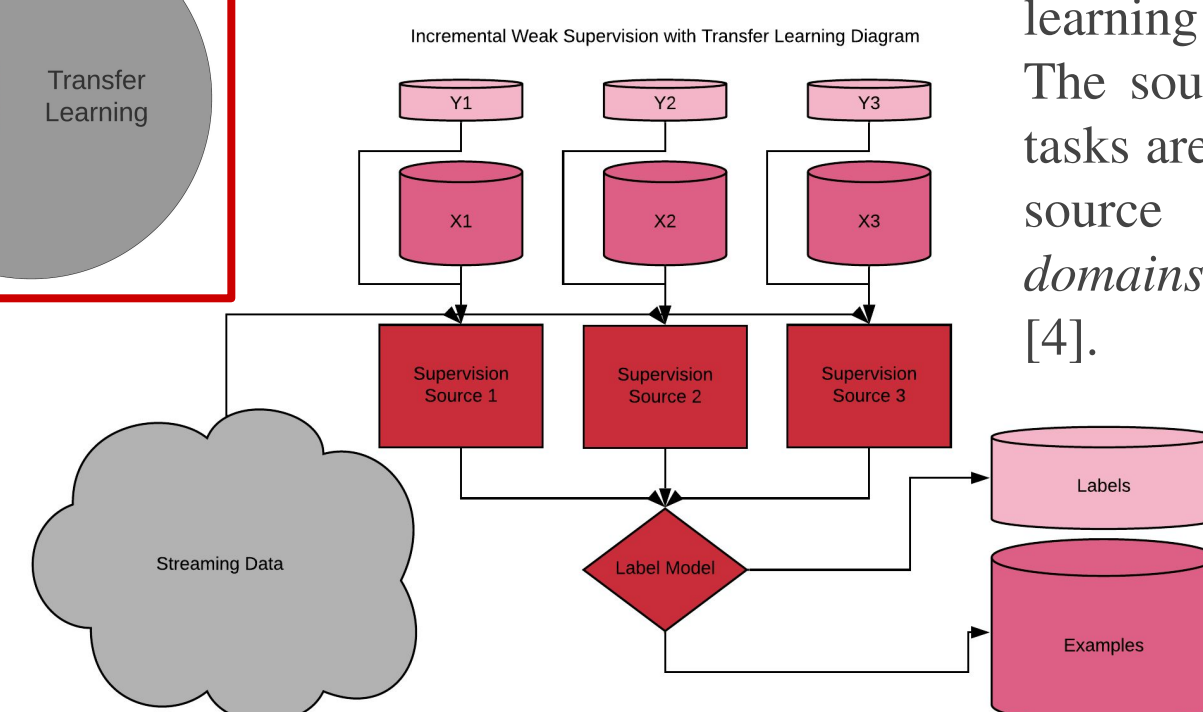 Transfer
Learning
Incremental Weak Supervision with Transfer Learning Diagram
Y1
Y2
Y3
X1
X2
X3
Supervision
Source 1
Supervision
Source 2
Supervision
Source 3
Streaming Data
Label Model
Labels
Examples
learning
The sou
tasks are
source
domains
[4].